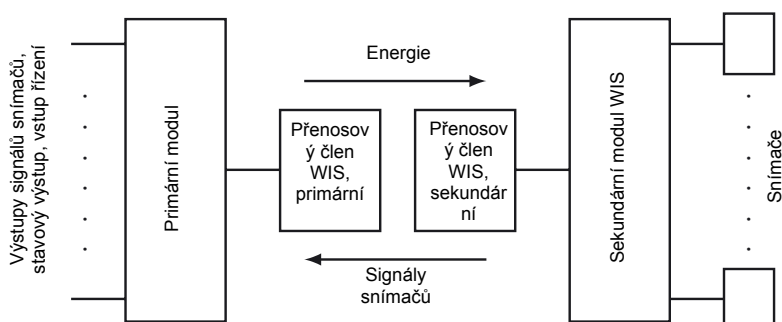 Výstupy signálů snímačů,
stavový výstup, vstup řízení
Primární modul
Energie
Přenosov
ý člen
WIS,
primární
Přenosov
ý člen
WIS,
sekundár
ní
Signály
snímačů
Sekundární modul WIS
Snímače